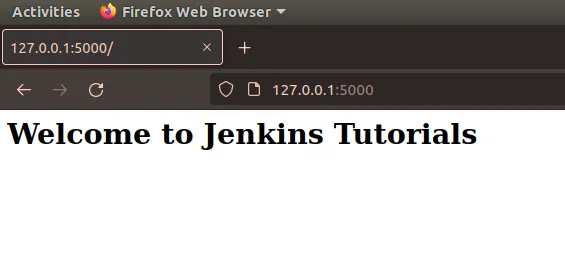 Activities Firefox Web Browser
127.0.0.1:5000/
127.0.0.1:5000
Welcome to Jenkins Tutorials